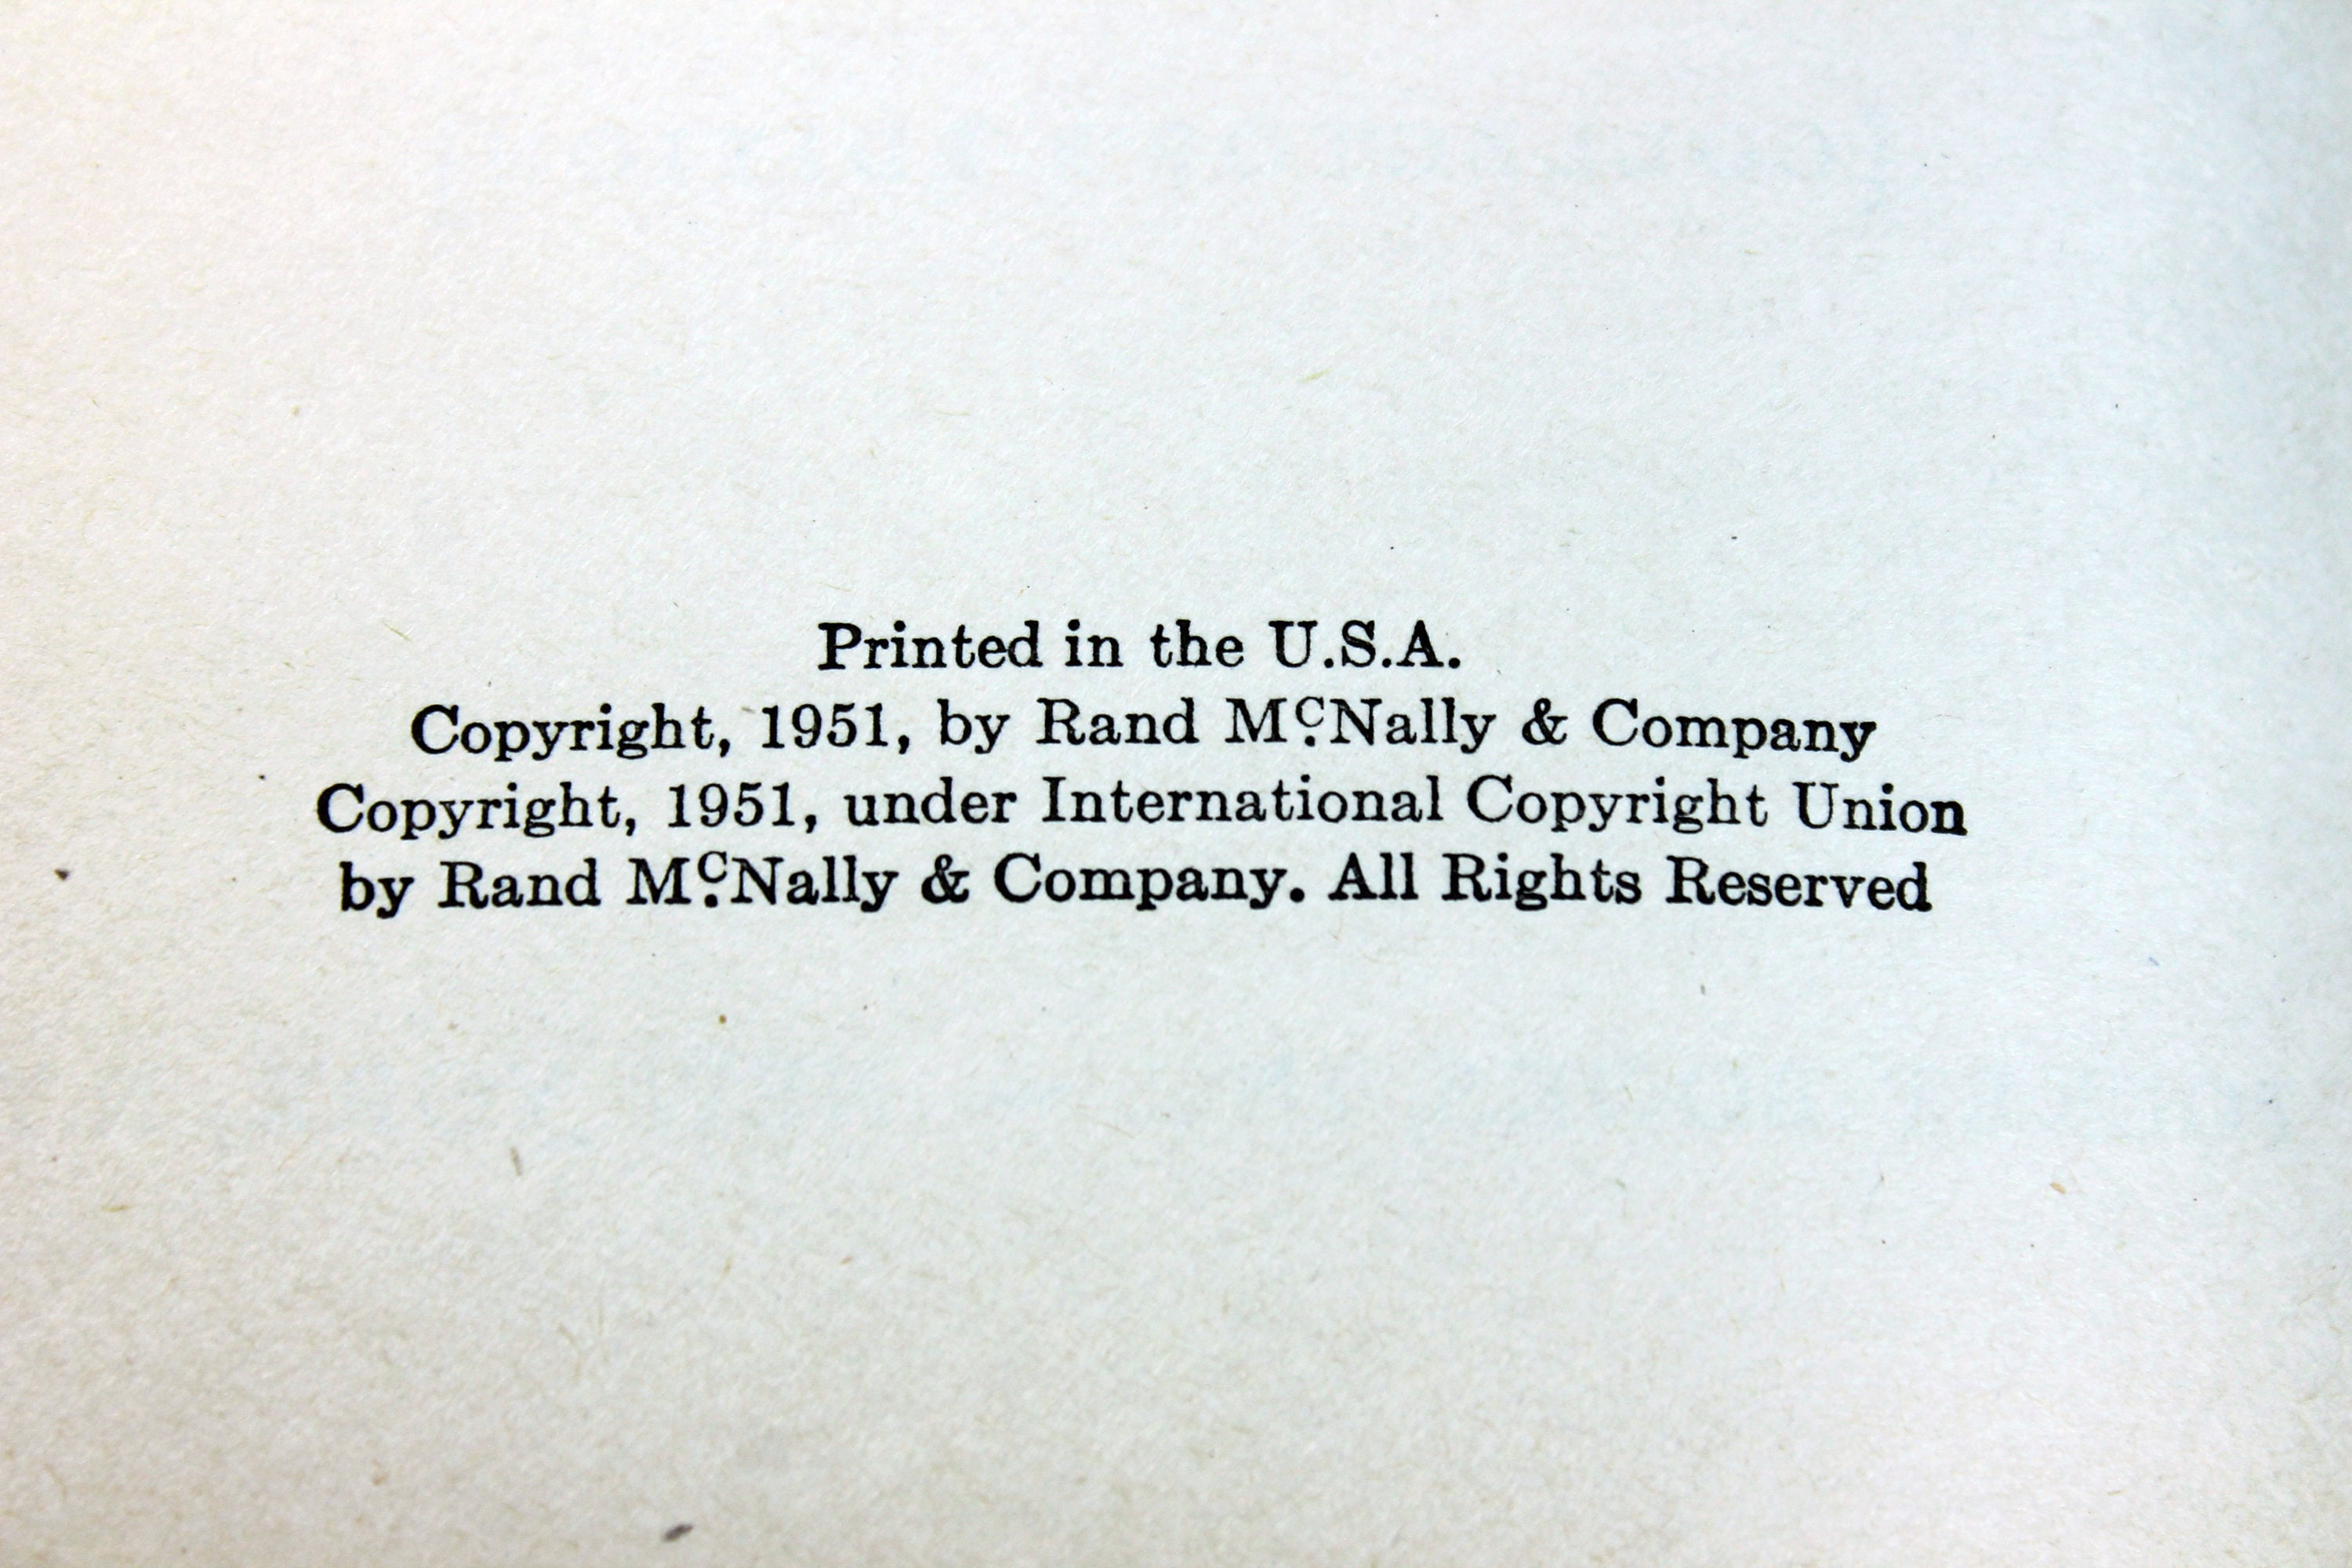 Printed in the U.S.A.
Copyright, 1951, by Rand McNally & Company
Copyright, 1951, under International Copyright Union
by Rand McNally & Company. All Rights Reserved